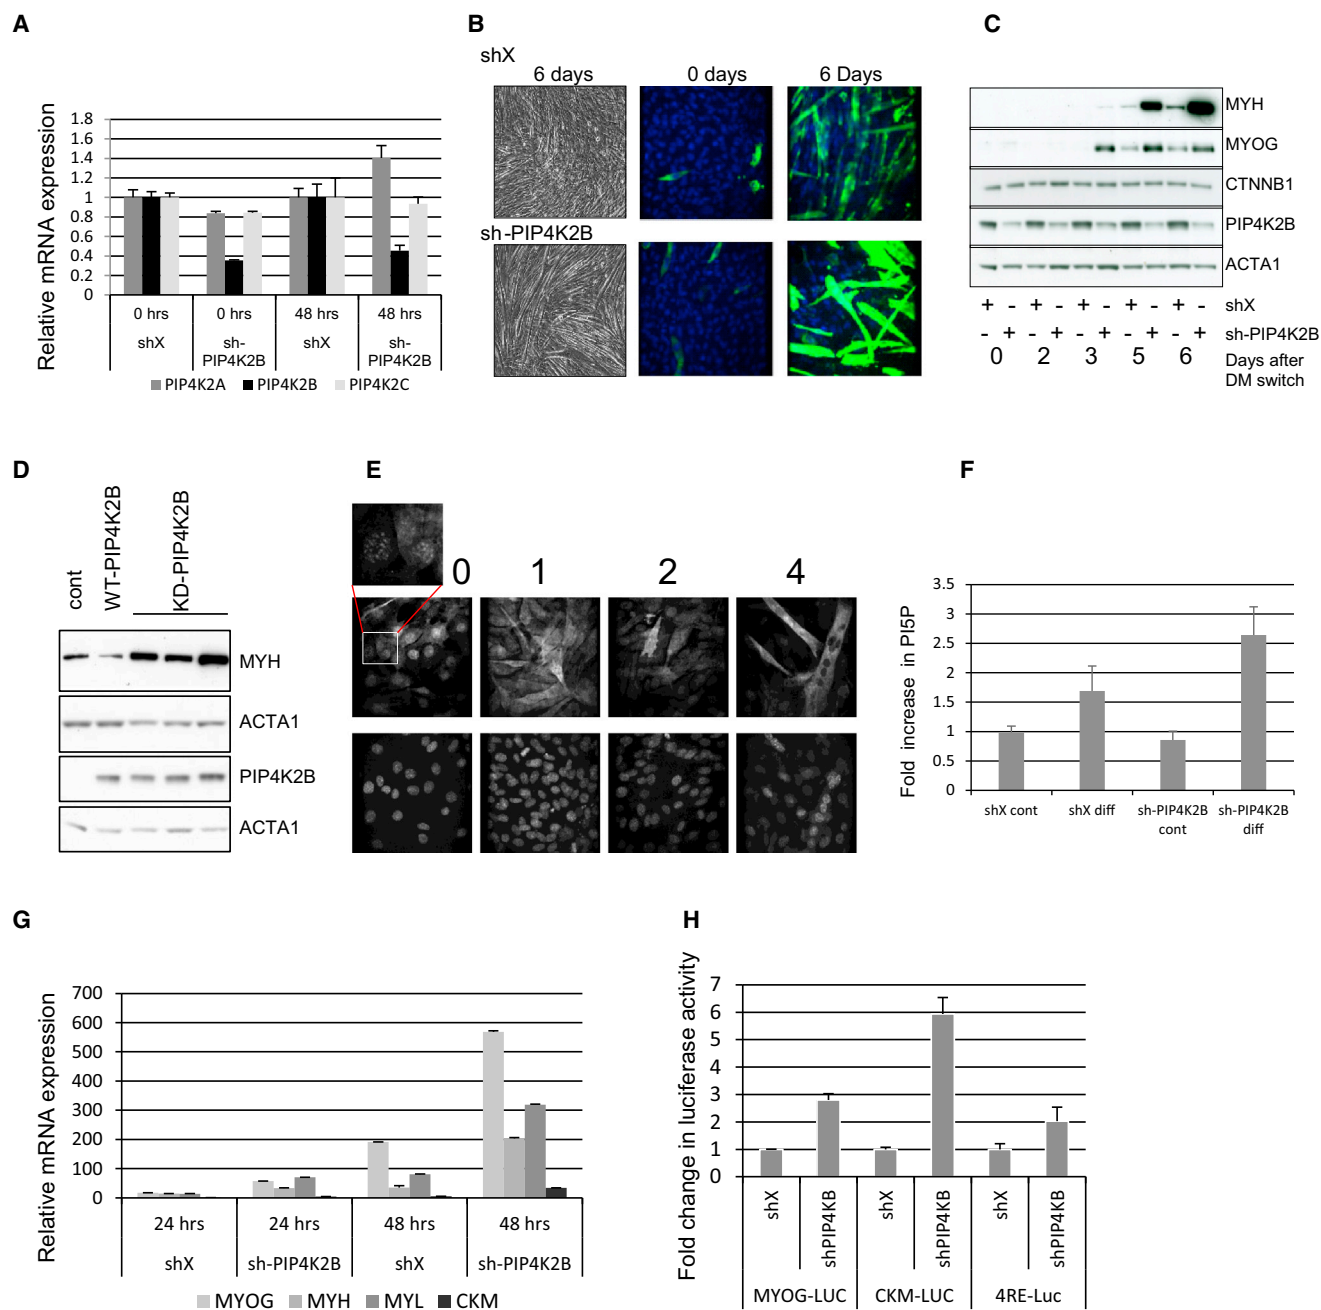 A
Relative mRNA expression
1.8
1.6
1.4
1.2
1
0.8
0.6
0.4
0.2
0
0 hrs 0 hrs 48 hrs 48 hrs
shX sh-PIP4K2B shX sh-PIP4K2B
PIP4K2A PIP4K2B PIP4K2C
B
shX
6 days 0 days 6 Days
sh-PIP4K2B
C
MYH
MYOG
CTNNB1
PIP4K2B
ACTA1
+ - + - + - + - + - shX
- + - + - + - + - + sh-PIP4K2B
0 2 3 5 6 Days after
DM switch
D
cont
WT-PIP4K2B
KD-PIP4K2B
MYH
ACTA1
PIP4K2B
ACTA1
E
0 1 2 4
F
Fold increase in PI5P
3.5
3
2.5
2
1.5
1
0.5
0
shX cont shX diff sh-PIP4K2B cont sh-PIP4K2B diff
G
Relative mRNA expression
700
600
500
400
300
200
100
0
24 hrs 24 hrs 48 hrs 48 hrs
shX sh-PIP4K2B shX sh-PIP4K2B
MYOG MYH MYL CKM
H
Fold change in luciferase activity
7
6
5
4
3
2
1
0
shX shPIP4KB shX shPIP4KB shX shPIP4KB
MYOG-LUC CKM-LUC 4RE-Luc